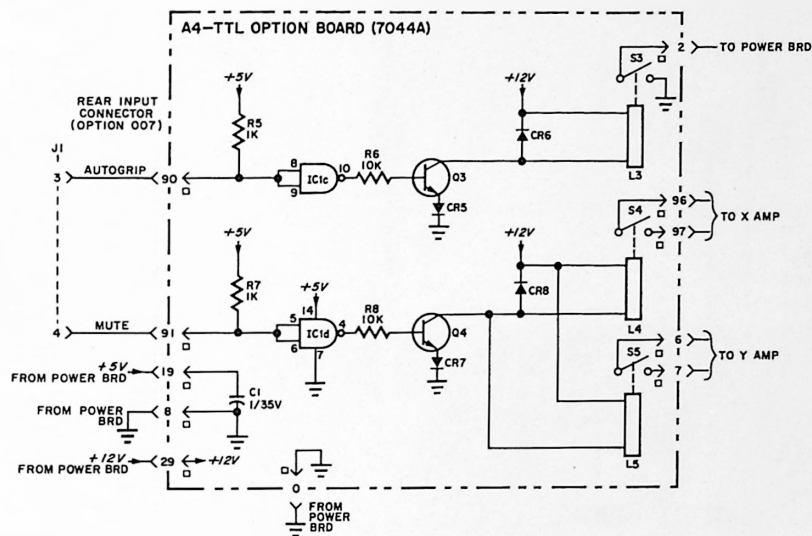 A4–TTL OPTION BOARD (7044A)
S3
2
TO POWER BRD
+5V
+12V
REAR INPUT
CONNECTOR
(OPTION 007)
R5
1K
CR6
L3
J1
3
AUTOGRIP
90
8
9
IC1c
10
R6
10K
Q3
CR5
S4
96
97
TO X AMP
+5V
+12V
R7
1K
+5V
14
CR8
L4
4
MUTE
91
5
6
IC1d
4
7
R8
10K
Q4
CR7
S5
6
7
TO Y AMP
+5V
FROM POWER BRD
19
C1
1/35V
FROM POWER
BRD
8
+12V
FROM POWER BRD
29
+12V
L5
0
FROM
POWER
BRD